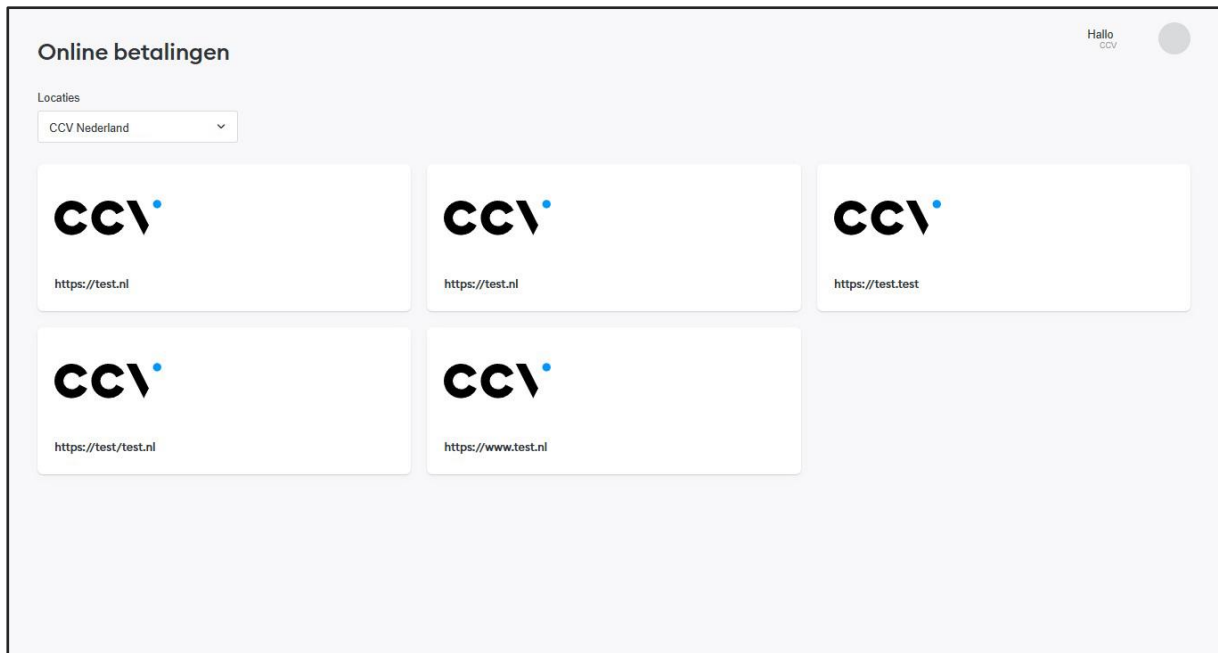 Hallo
CCV
Online betalingen
Locaties
CCV Nederland
CCV
CCV
CCV
https://test.nl
https://test.nl
https://test.test
CCV
CCV
https://test/test.nl
https://www.test.nl